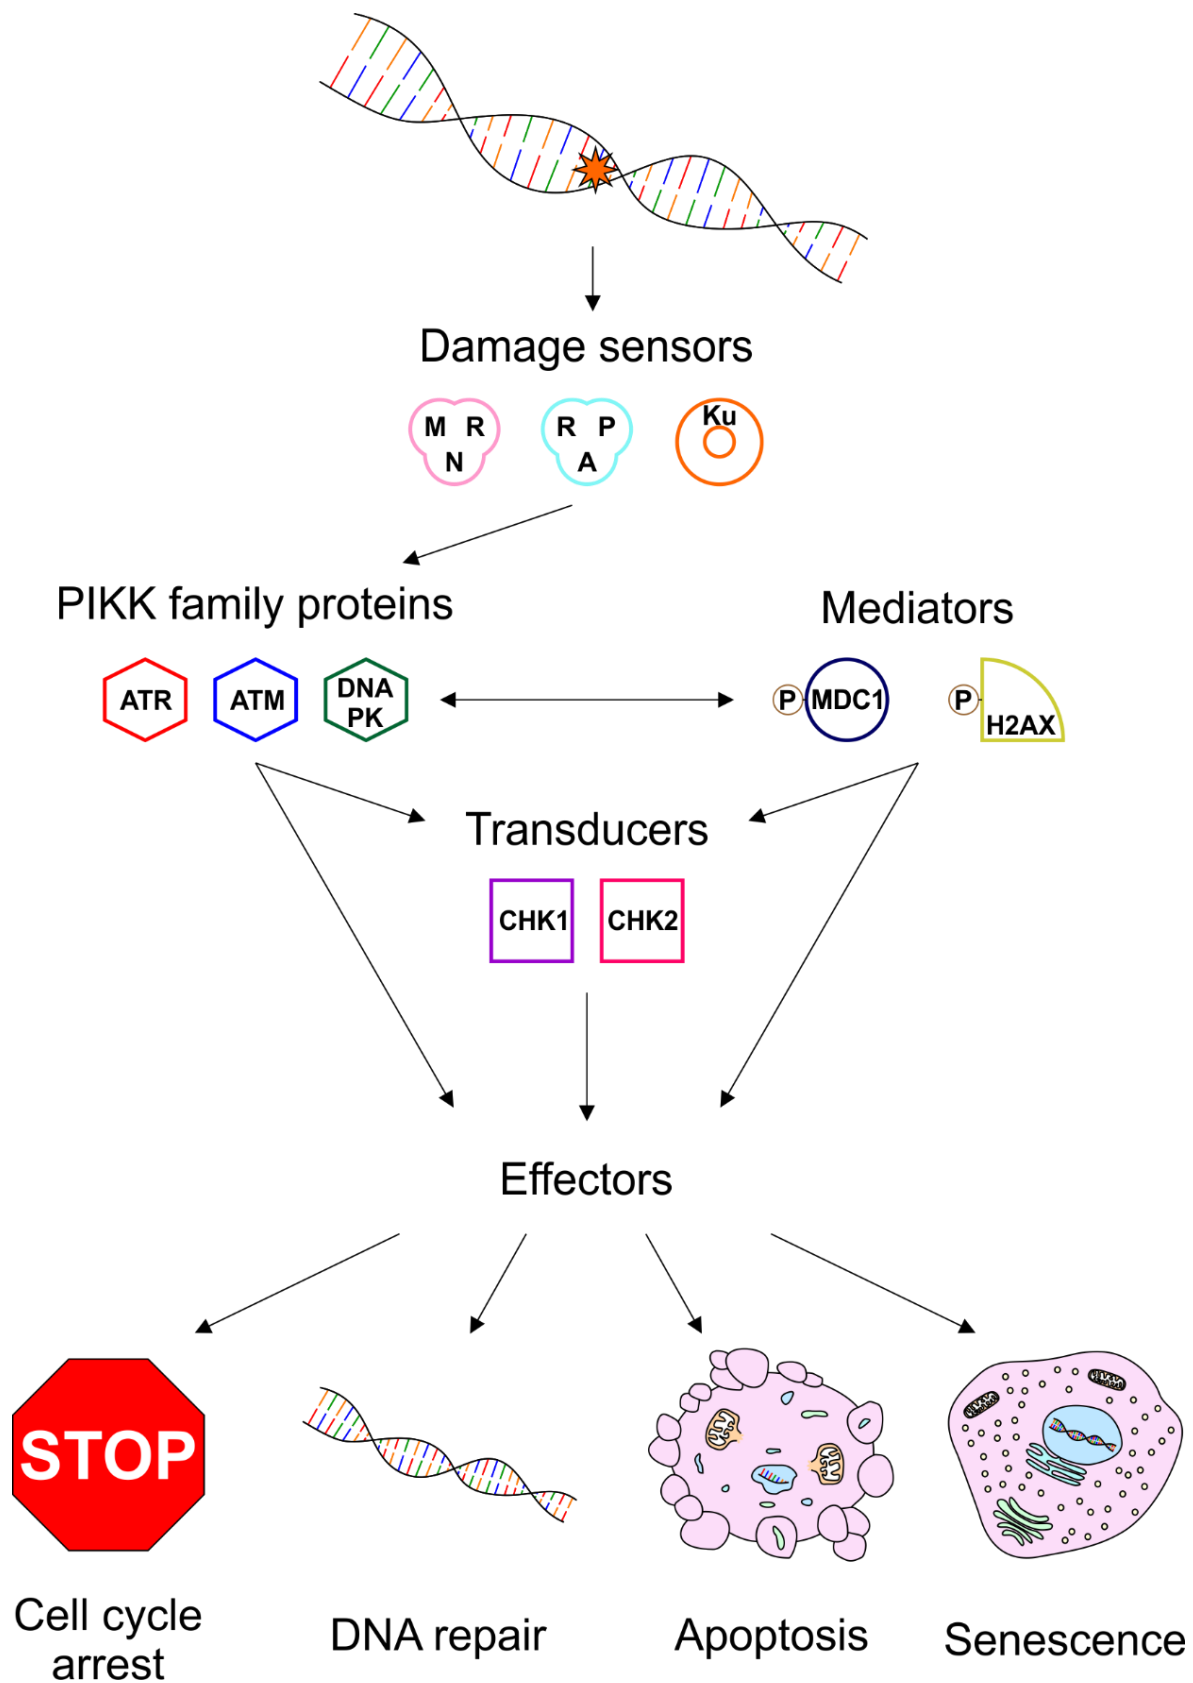 Damage sensors
M R
N
R P
A
Ku
PIKK family proteins
Mediators
ATR
ATM
DNA
PK
P
MDC1
P
H2AX
Transducers
CHK1
CHK2
Effectors
STOP
Cell cycle
arrest
DNA repair
Apoptosis
Senescence